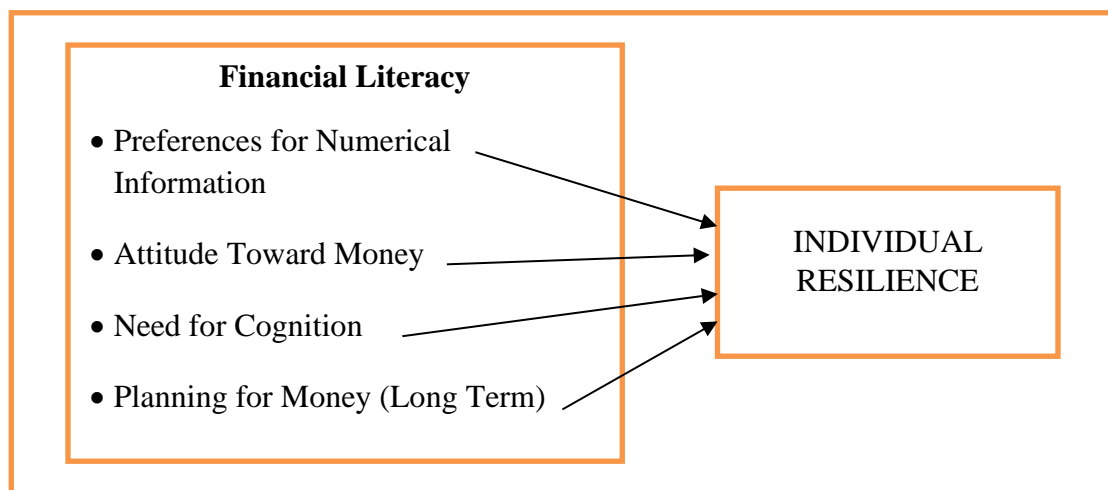 Financial Literacy
• Preferences for Numerical
Information
• Attitude Toward Money
• Need for Cognition
• Planning for Money (Long Term)
INDIVIDUAL
RESILIENCE